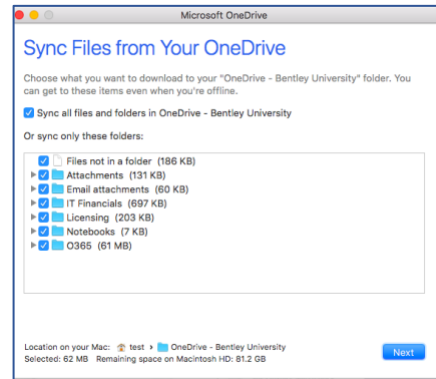 Microsoft OneDrive
Sync Files from Your OneDrive
Choose what you want to download to your "OneDrive - Bentley University" folder. You
can get to these items even when you're offline.
Sync all files and folders in OneDrive - Bentley University
Or sync only these folders:
Files not in a folder (186 KB)
Attachments (131 KB)
Email attachments (60 KB)
IT Financials (697 KB)
Licensing (203 KB)
Notebooks (7 KB)
O365 (61 MB)
Location on your Mac: test › OneDrive - Bentley University
Selected: 62 MB Remaining space on Macintosh HD: 81.2 GB
Next